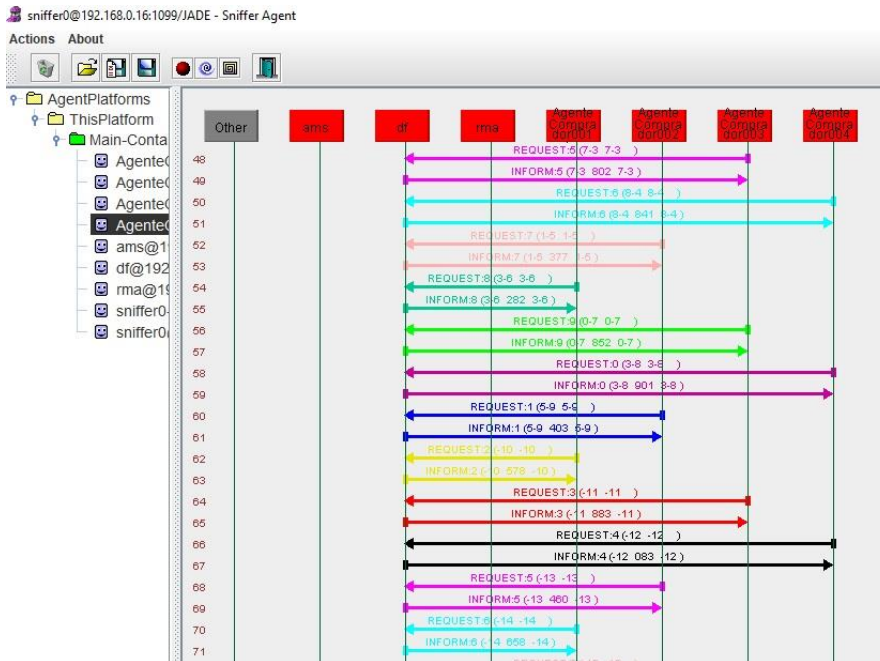 sniffer0@192.168.0.16:1099/JADE - Sniffer Agent
Actions About
AgentPlatforms
ThisPlatform
Main-Conta
Agente
Agente
Agente
Agente
ams@19
df@192
rma@19
sniffer0-
sniffer0
Other
ams
df
rma
Agente
Compra
dor001
Agente
Compra
dor002
Agente
Compra
dor003
Agente
Compra
dor004
48 REQUEST:5 (7-3 7-3 )
49 INFORM:5 (7-3 802 7-3 )
50 REQUEST:6 (8-4 8-4 )
51 INFORM:6 (8-4 841 8-4 )
52 REQUEST:7 (1-5 1-5 )
53 INFORM:7 (1-5 377 1-5 )
54 REQUEST:8 (3-6 3-6 )
55 INFORM:8 (3-6 282 3-6 )
56 REQUEST:9 (0-7 0-7 )
57 INFORM:9 (0-7 852 0-7 )
58 REQUEST:0 (3-8 3-8 )
59 INFORM:0 (3-8 901 3-8 )
60 REQUEST:1 (5-9 5-9 )
61 INFORM:1 (5-9 403 5-9 )
62 REQUEST:2 (-10 -10 )
63 INFORM:2 (-10 578 -10 )
64 REQUEST:3 (-11 -11 )
65 INFORM:3 (-11 883 -11 )
66 REQUEST:4 (-12 -12 )
67 INFORM:4 (-12 083 -12 )
68 REQUEST:5 (-13 -13 )
69 INFORM:5 (-13 460 -13 )
70 REQUEST:6 (-14 -14 )
71 INFORM:6 (-14 658 -14 )